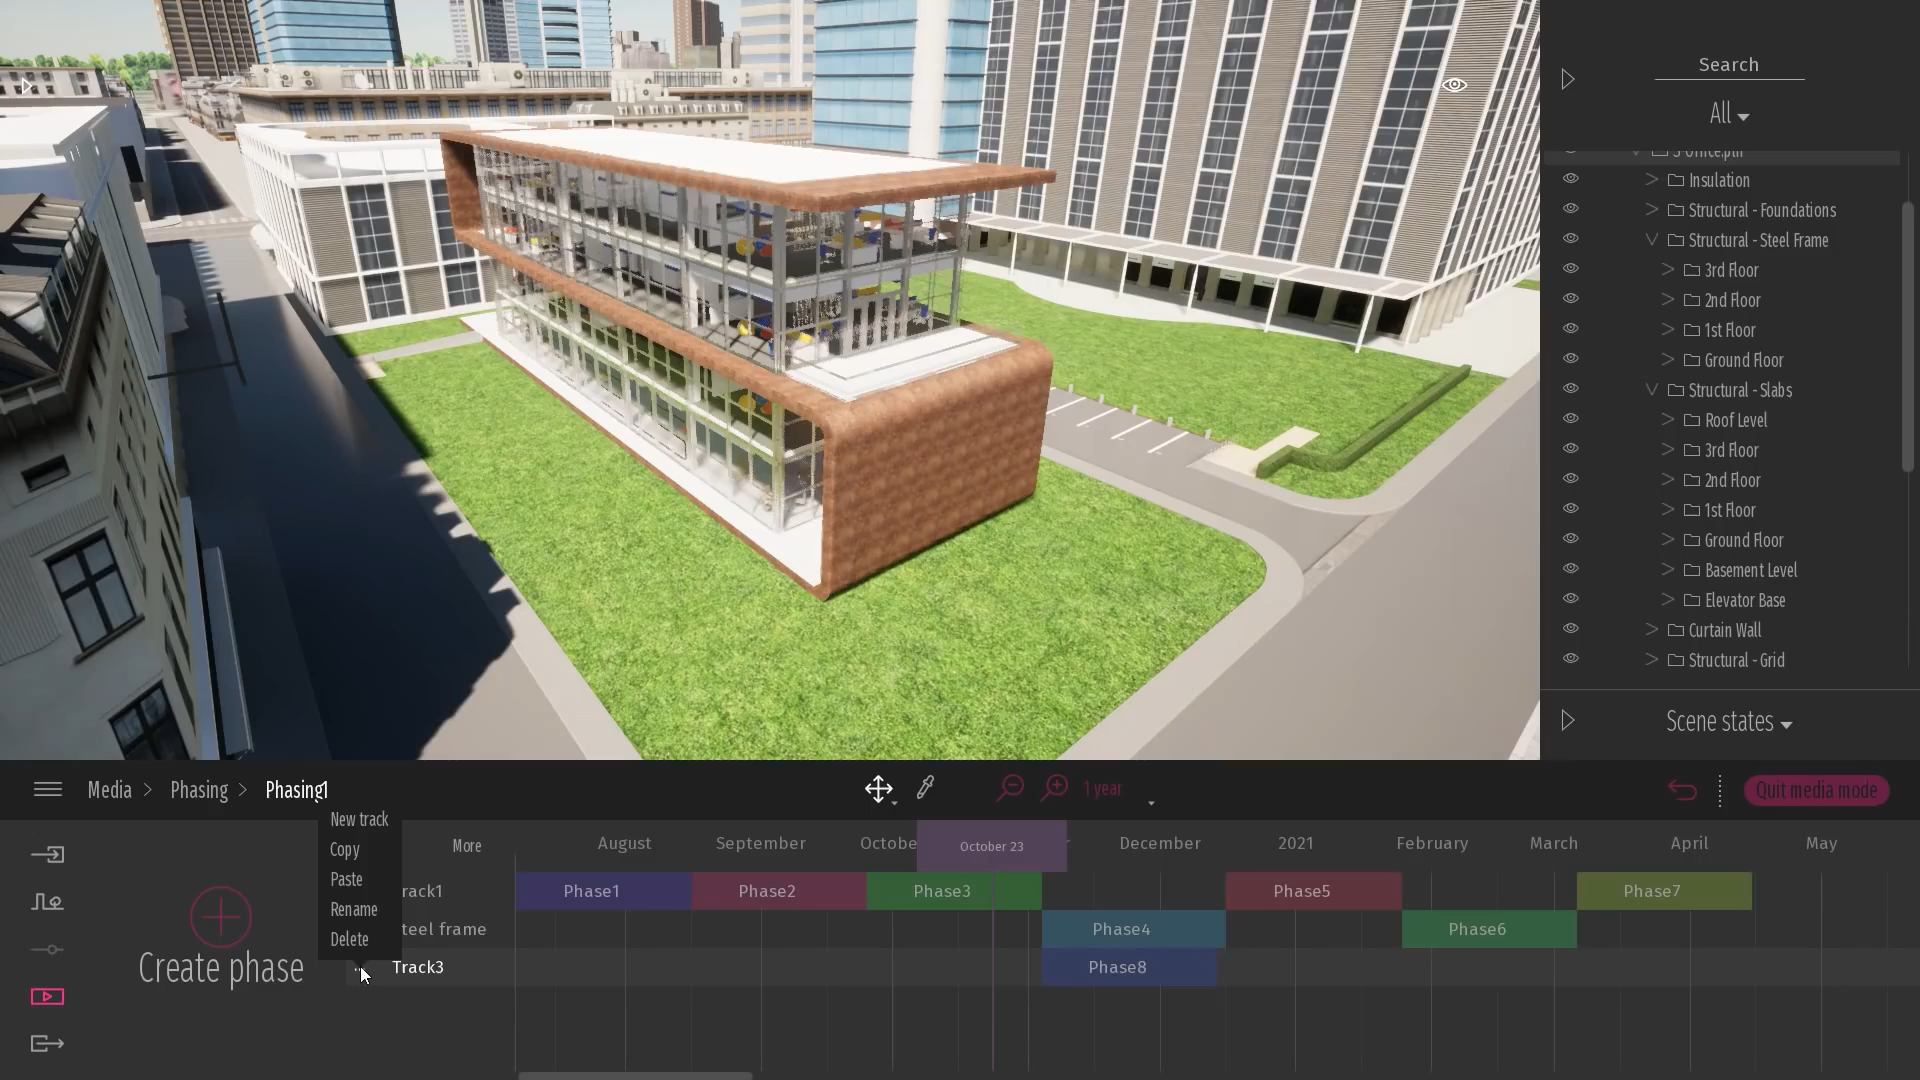 Search
All
Insulation
Structural - Foundations
Structural - Steel Frame
3rd Floor
2nd Floor
1st Floor
Ground Floor
Structural - Slabs
Roof Level
3rd Floor
2nd Floor
1st Floor
Ground Floor
Basement Level
Elevator Base
Curtain Wall
Structural - Grid
Scene states
Media > Phasing > Phasing1
1 year
Quit media mode
New track
Copy
Paste
Rename
Delete
Create phase
More
August September Octobe October 23 December 2021 February March April May
rack1 Phase1 Phase2 Phase3 Phase5 Phase7
teel frame Phase4 Phase6
Track3 Phase8